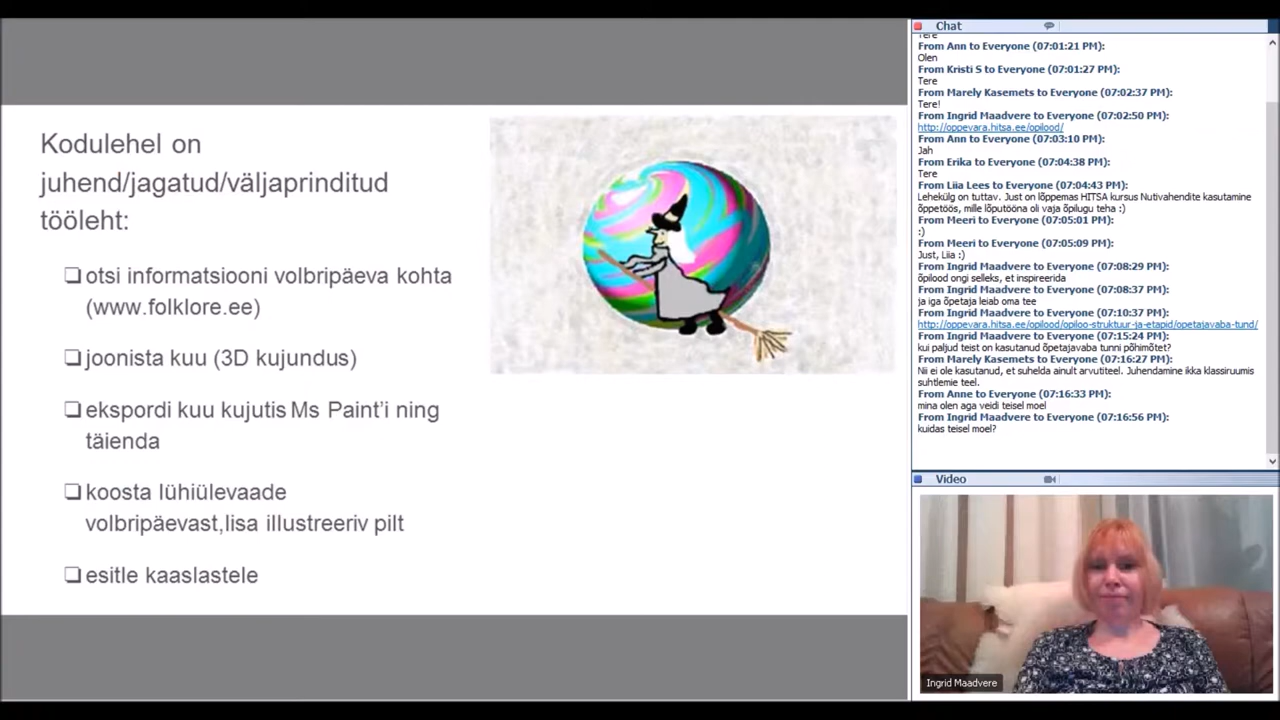 Kodulehel on
juhend/jagatud/väljaprinditud
tööleht:
❏ otsi informatsiooni volbripäeva kohta
(www.folklore.ee)
❏ joonista kuu (3D kujundus)
❏ ekspordi kuu kujutis Ms Paint'i ning
täienda
❏ koosta lühiülevaade
volbripäevast,lisa illustreeriv pilt
❏ esitle kaaslastele
Chat
Tere
From Ann to Everyone (07:01:21 PM):
Olen
From Kristi S to Everyone (07:01:27 PM):
Tere
From Marely Kasemets to Everyone (07:02:37 PM):
Tere!
From Ingrid Maadvere to Everyone (07:02:50 PM):
http://oppevara.hitsa.ee/opilood/
From Ann to Everyone (07:03:10 PM):
Jah
From Erika to Everyone (07:04:38 PM):
Tere
From Liia Lees to Everyone (07:04:43 PM):
Lehekülg on tuttav. Just on lõppemas HITSA kursus Nutivahendite kasutamine
õppetöös, mille lõputööna oli vaja õpilugu teha :)
From Meeri to Everyone (07:05:01 PM):
:)
From Meeri to Everyone (07:05:09 PM):
Just, Liia :)
From Ingrid Maadvere to Everyone (07:08:29 PM):
õpilood ongi selleks, et inspireerida
From Ingrid Maadvere to Everyone (07:08:37 PM):
ja iga õpetaja leiab oma tee
From Ingrid Maadvere to Everyone (07:10:37 PM):
http://oppevara.hitsa.ee/opilood/opiloo-struktuur-ja-etapid/opetajavaba-tund/
From Ingrid Maadvere to Everyone (07:15:24 PM):
kui paljud teist on kasutanud õpetajavaba tunni põhimõtet?
From Marely Kasemets to Everyone (07:16:27 PM):
Nii ei ole kasutanud, et suhelda ainult arvutiteel. Juhendamine ikka klassiruumis
suhtlemie teel.
From Anne to Everyone (07:16:33 PM):
mina olen aga veidi teisel moel
From Ingrid Maadvere to Everyone (07:16:56 PM):
kuidas teisel moel?
Video
Ingrid Maadvere